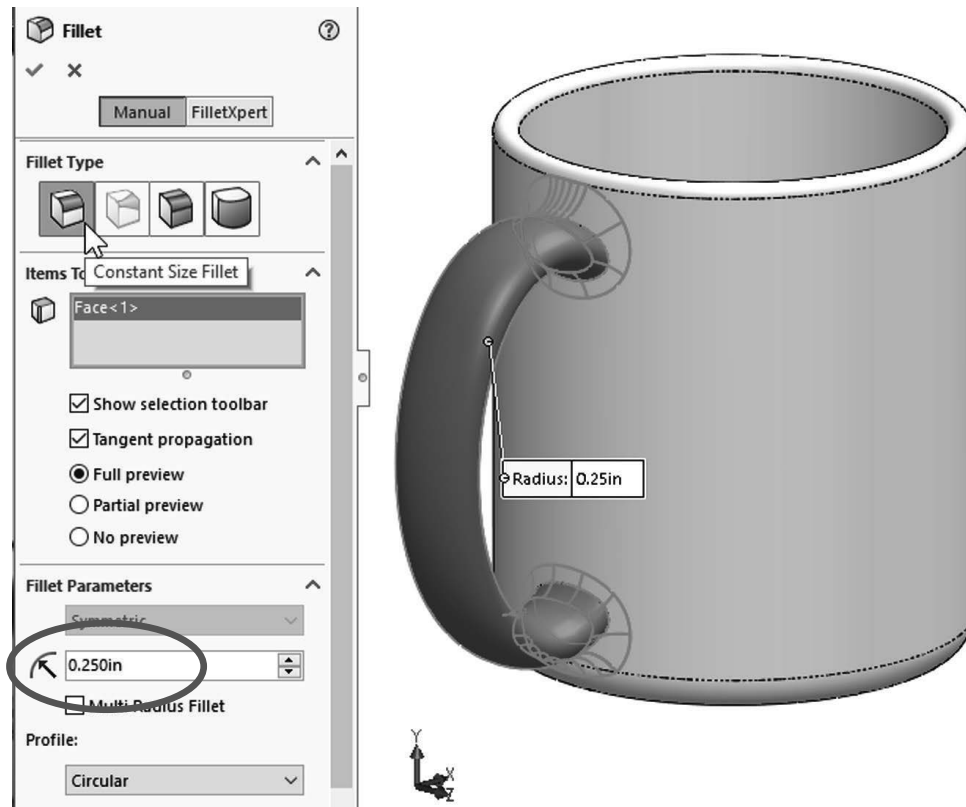 Fillet
Manual FilletXpert
Fillet Type
Constant Size Fillet
Items To
Face<1>
Show selection toolbar
Tangent propagation
Full preview
Partial preview
No preview
Fillet Parameters
Symmetric
0.250in
Multi Radius Fillet
Profile:
Circular
Radius: 0.25in
Y
X
Z